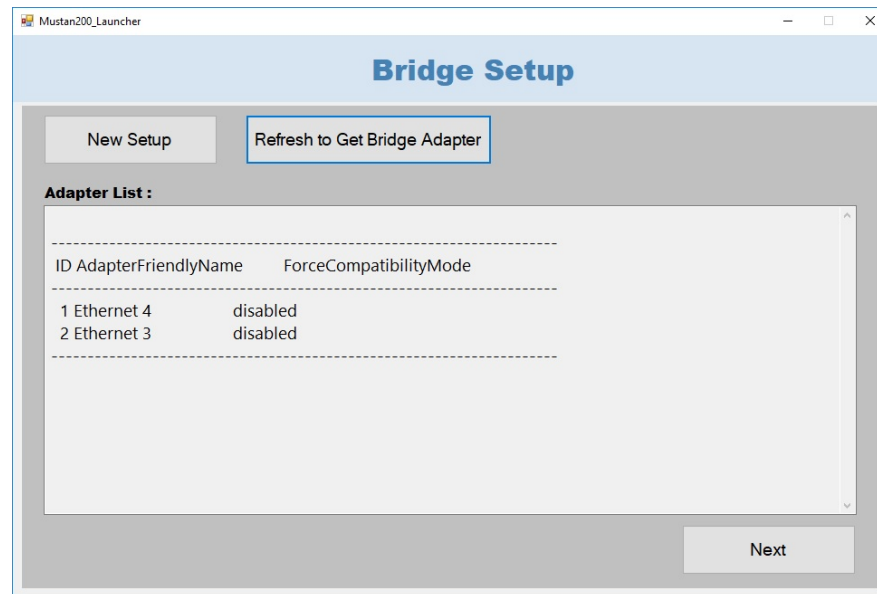 Mustan200_Launcher
Bridge Setup
New Setup
Refresh to Get Bridge Adapter
Adapter List :
----------------------------------------------------------------------
ID AdapterFriendlyName ForceCompatibilityMode
----------------------------------------------------------------------
1 Ethernet 4 disabled
2 Ethernet 3 disabled
----------------------------------------------------------------------
Next